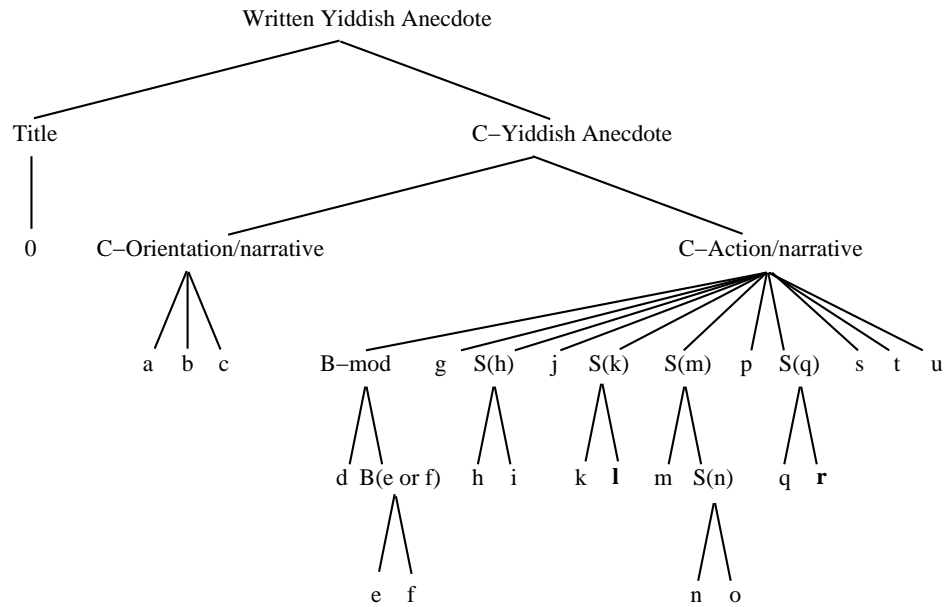 Written Yiddish Anecdote
Title C−Yiddish Anecdote
0 C−Orientation/narrative C−Action/narrative
a b c B−mod g S(h) j S(k) S(m) p S(q) s t u
d B(e or f) h i k l m S(n) q r
e f n o